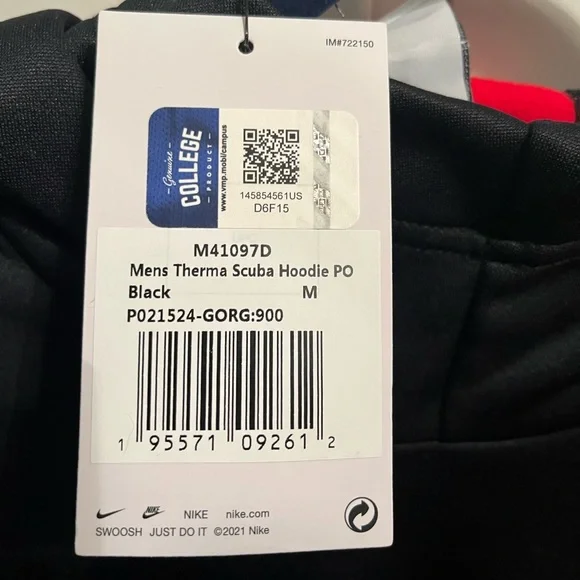 IM#722150
Genuine
COLLEGE
- PRODUCT -
www.vmp.mobi/campus
145854561US
D6F15
M41097D
Mens Therma Scuba Hoodie PO
Black M
P021524-GORG:900
1 95571 09261 2
NIKE NIKE nike.com
SWOOSH JUST DO IT ©2021 Nike